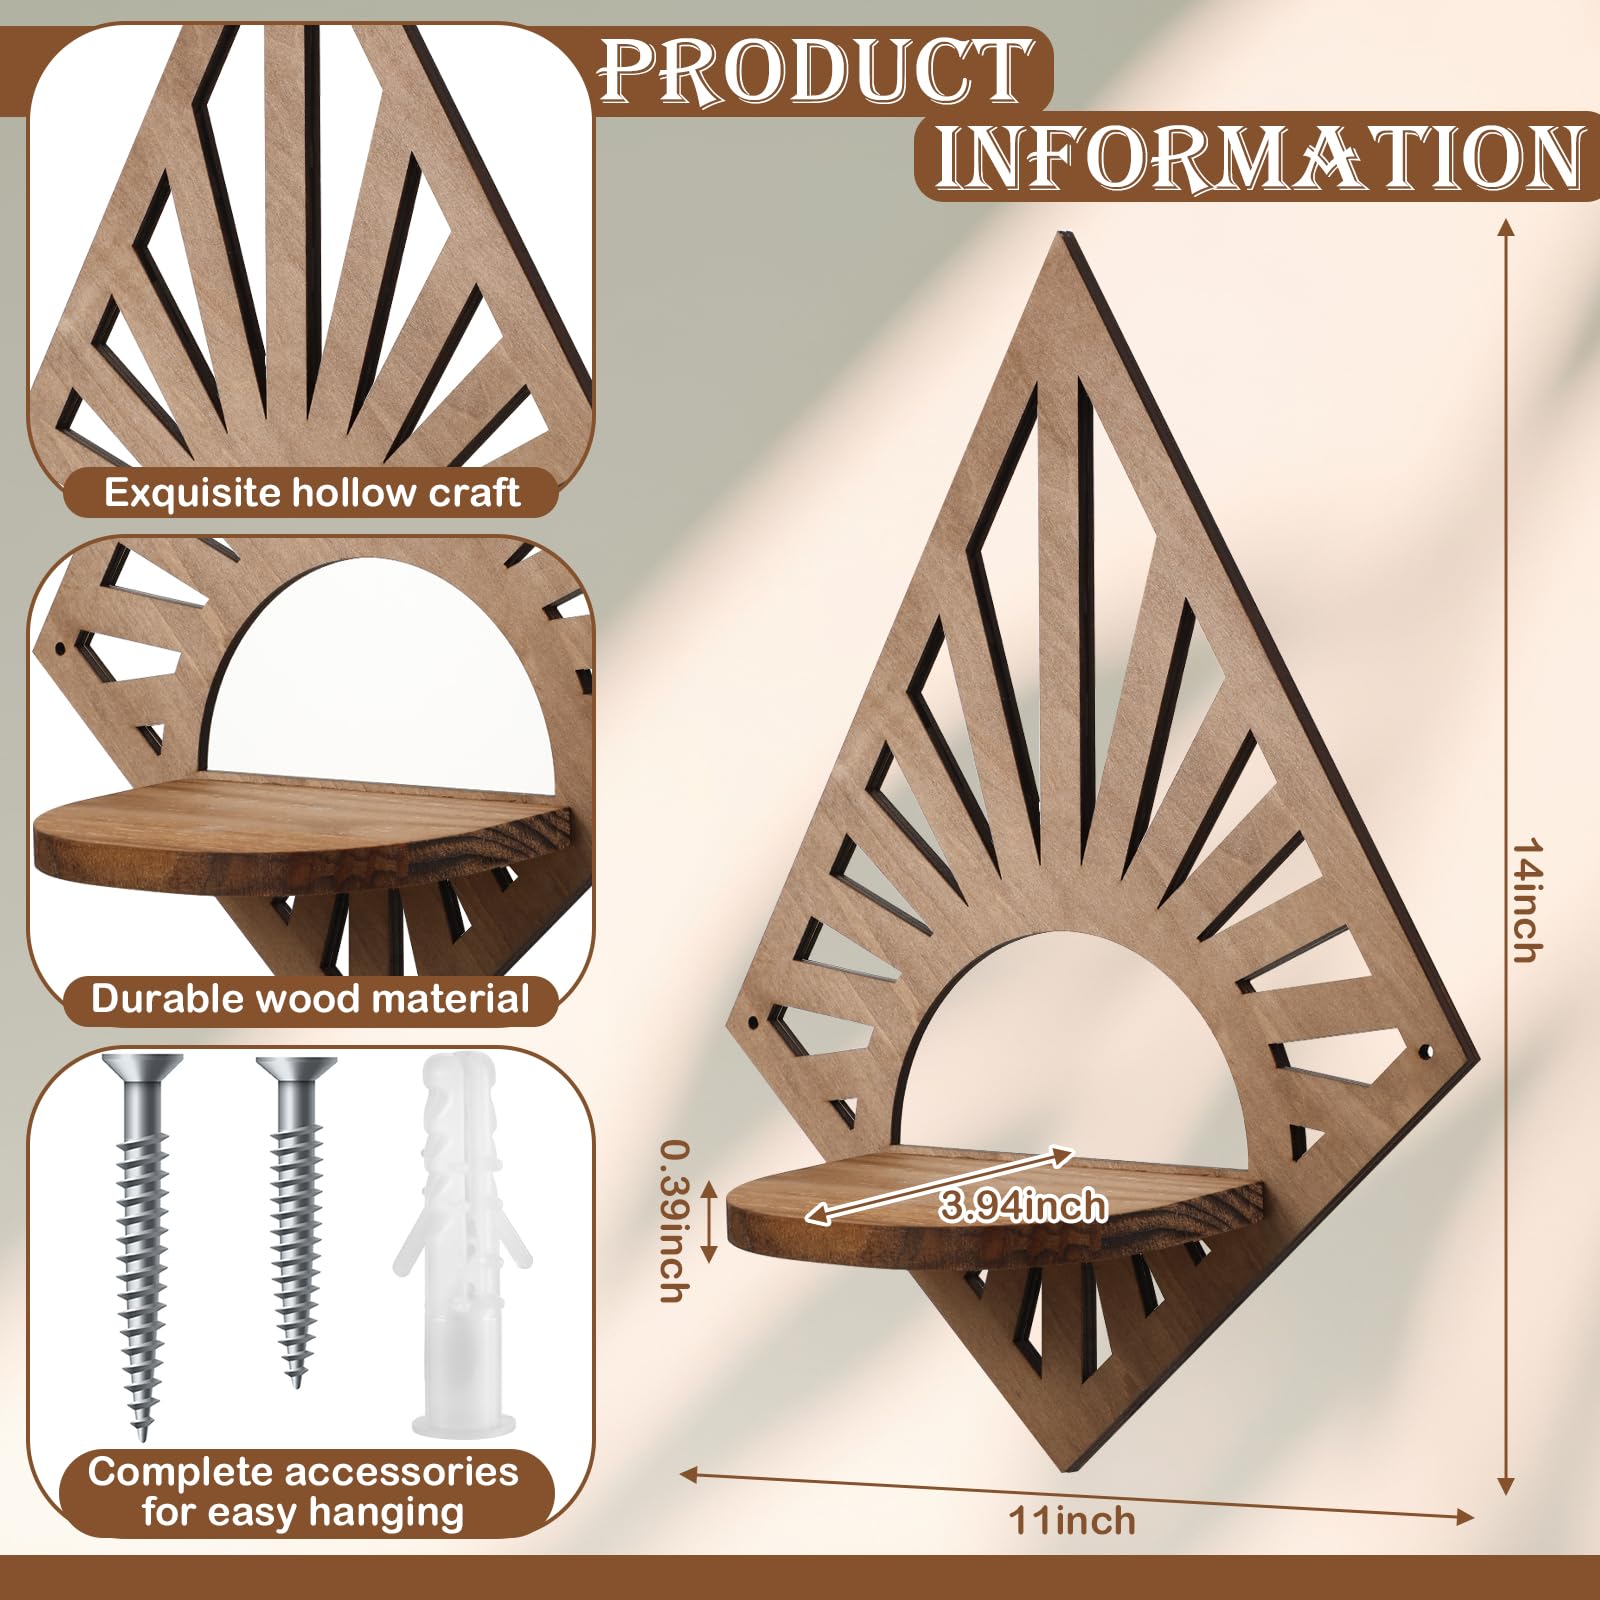 PRODUCT
INFORMATION
Exquisite hollow craft
Durable wood material
Complete accessories
for easy hanging
14inch
0.39inch
3.94inch
11inch